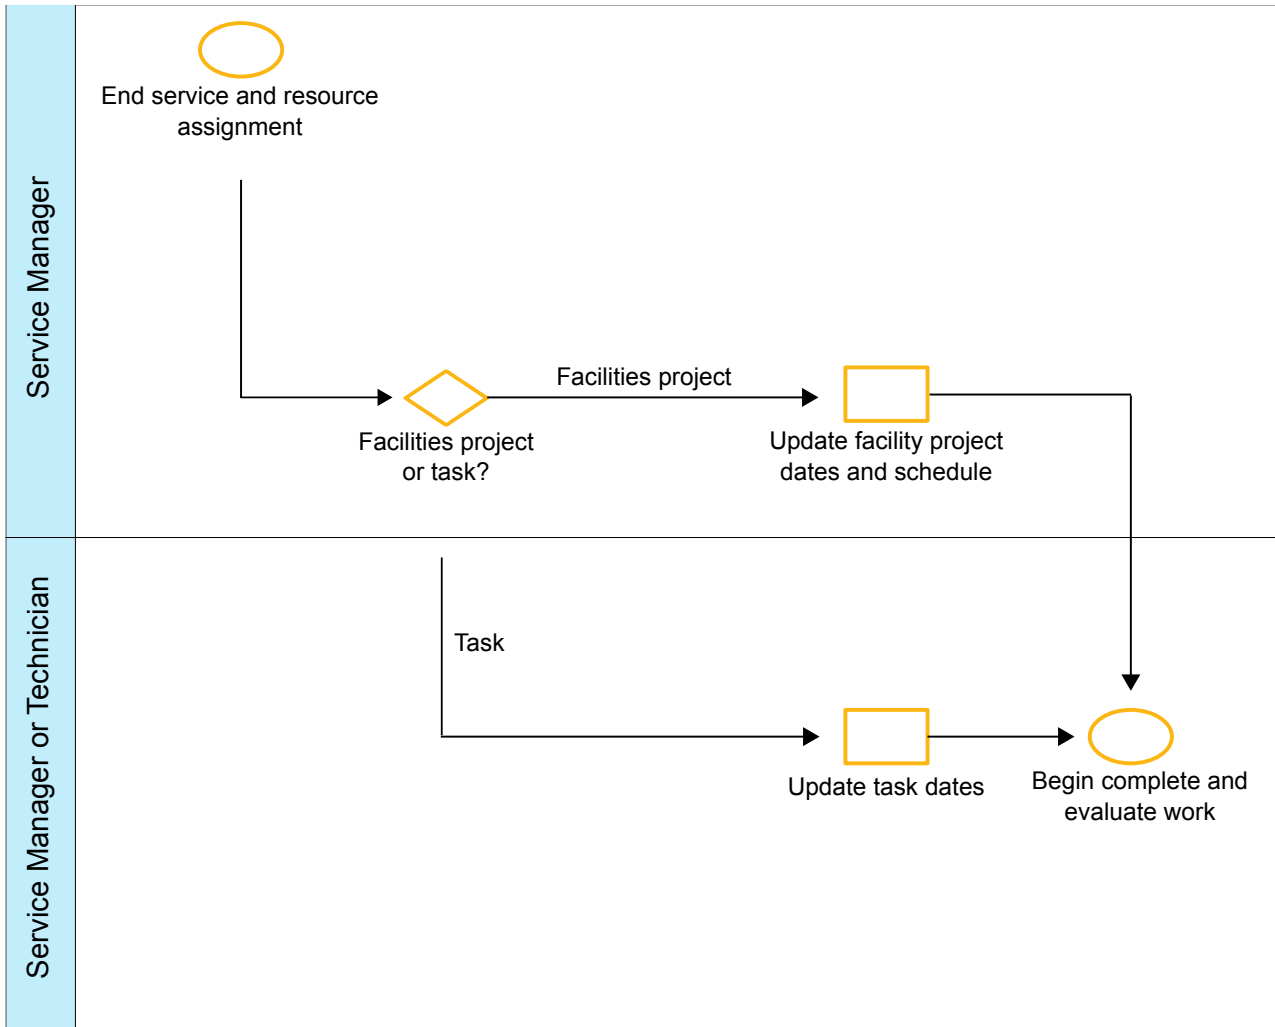 Service Manager
End service and resource
assignment
Facilities project
Facilities project
or task?
Update facility project
dates and schedule
Service Manager or Technician
Task
Update task dates
Begin complete and
evaluate work